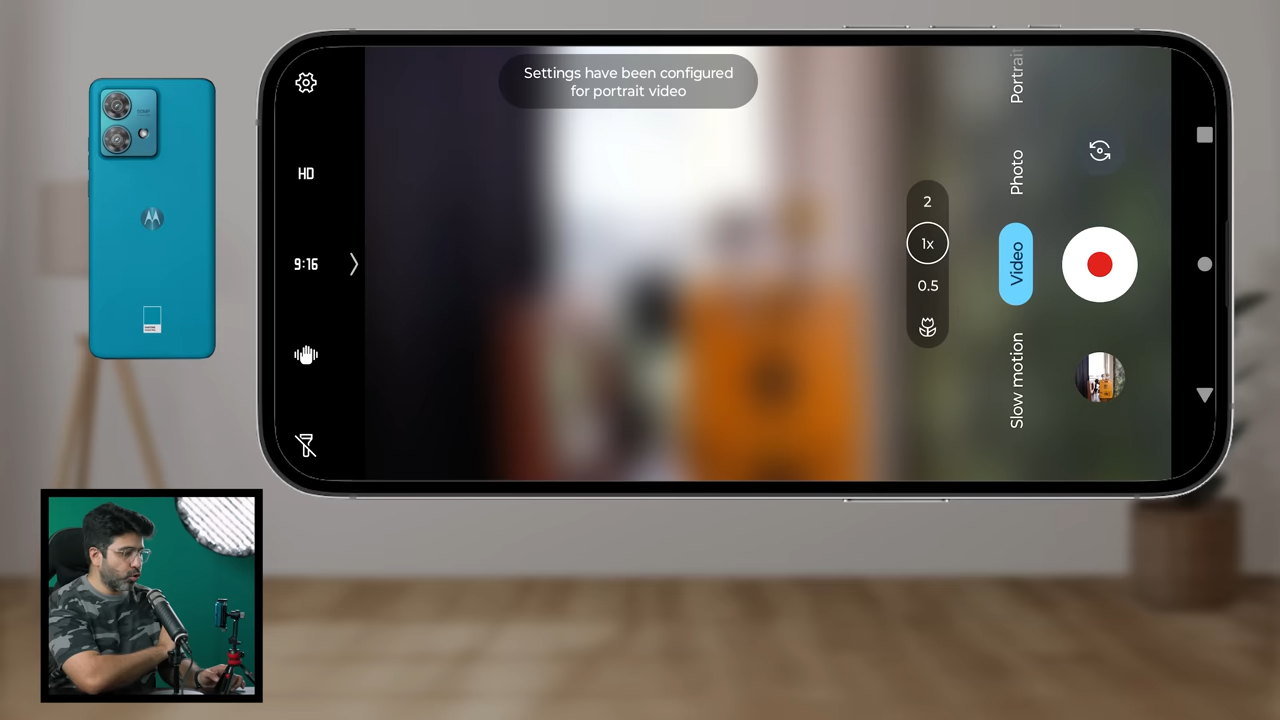 Settings have been configured
for portrait video
HD
9:16
2
1x
0.5
Portrait
Photo
Video
Slow motion